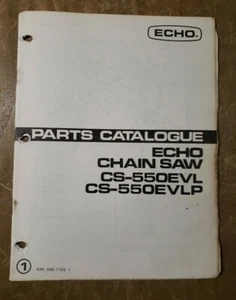 ECHO.
PARTS CATALOGUE
ECHO
CHAIN SAW
CS-550EVL
CS-550EVLP
1